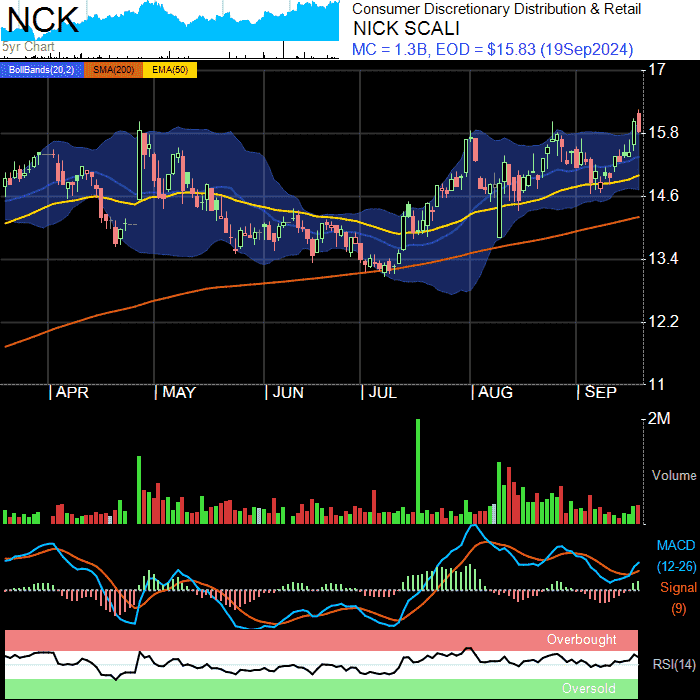 NCK
5yr Chart
Consumer Discretionary Distribution & Retail
NICK SCALI
MC = 1.3B, EOD = $15.83 (19Sep2024)
BollBands(20,2) SMA(200) EMA(50)
17
15.8
14.6
13.4
12.2
11
APR MAY JUN JUL AUG SEP
2M
Volume
MACD
(12-26)
Signal
(9)
Overbought
RSI(14)
Oversold